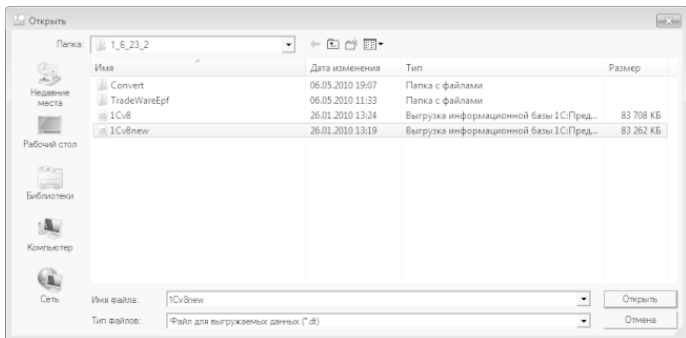 Открыть
Папка: 1_6_23_2
Имя Дата изменения Тип Размер
Convert 06.05.2010 19:07 Папка с файлами
TradeWareEpf 06.05.2010 11:33 Папка с файлами
1Cv8 26.01.2010 13:24 Выгрузка информационной базы 1С:Пред... 83 708 КБ
1Cv8new 26.01.2010 13:19 Выгрузка информационной базы 1С:Пред... 83 262 КБ
Недавние
места
Рабочий стол
Библиотеки
Компьютер
Сеть
Имя файла: 1Cv8new Открыть
Тип файлов: Файл для выгружаемых данных (*.dt) Отмена